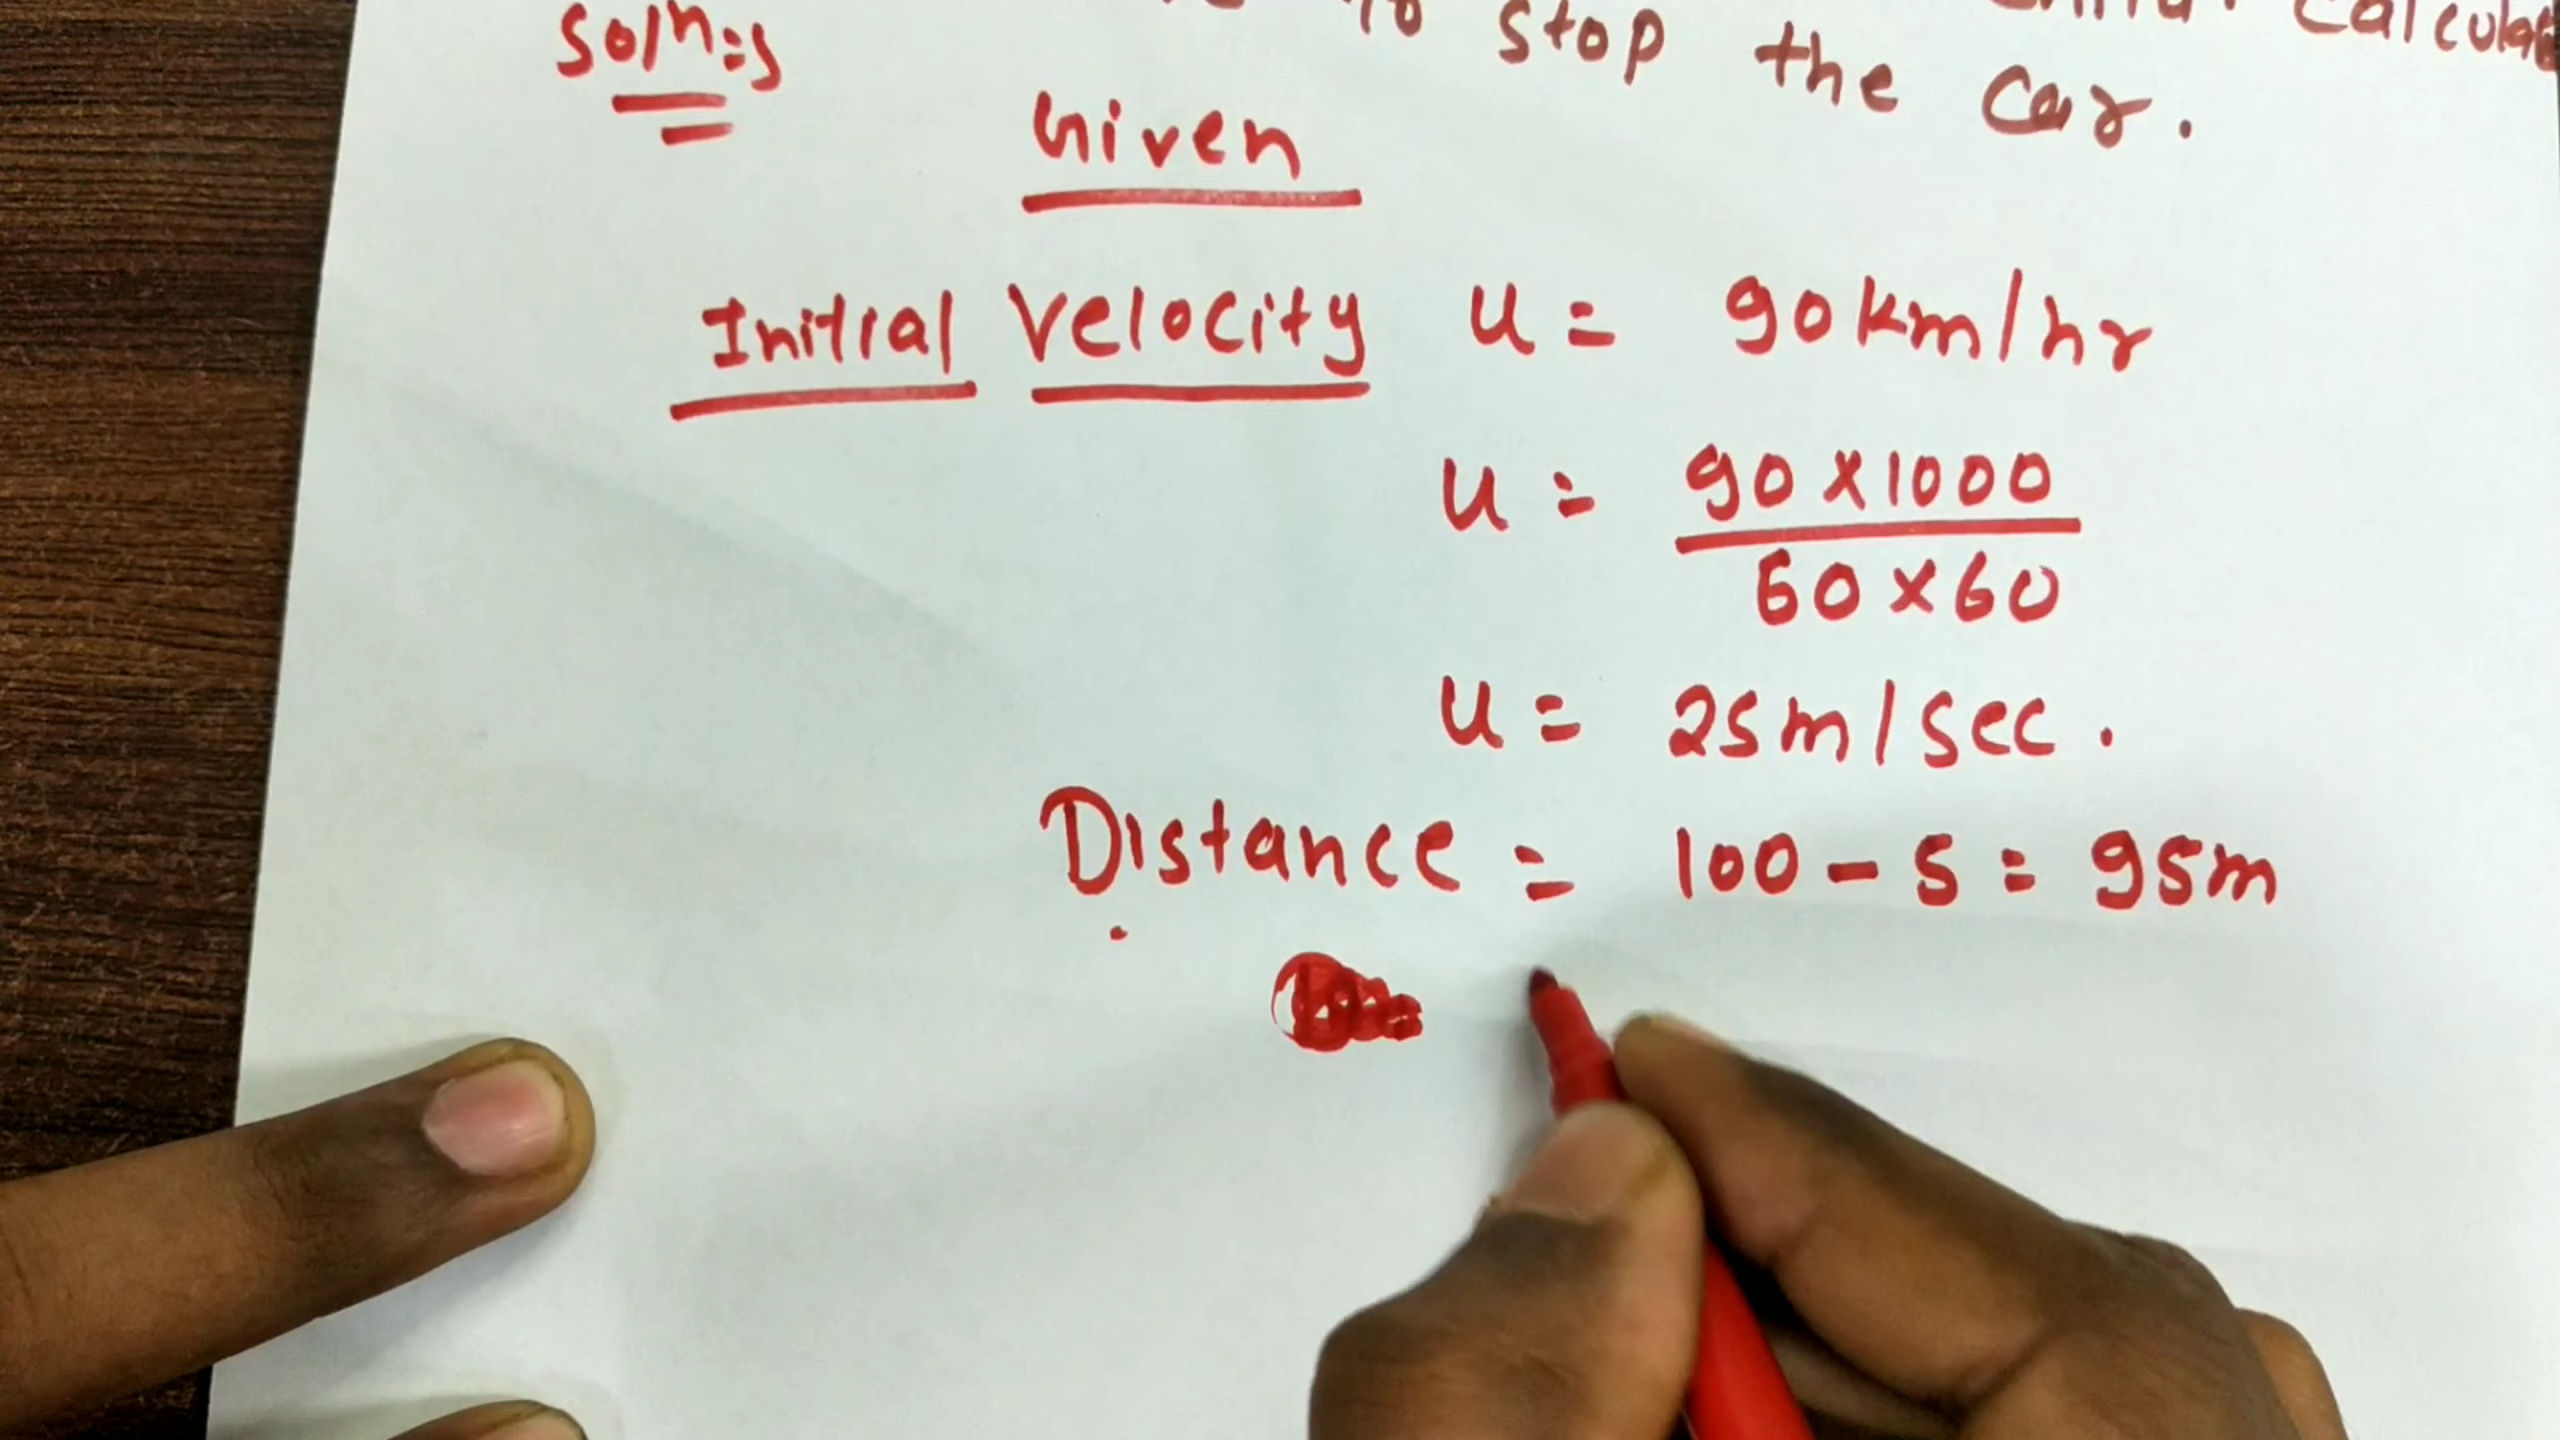 to stop the car. Calculate
Soln:-
Given
Initial Velocity u = 90km/hr
u = 90 x 1000
60 x 60
u = 25m/sec.
Distance = 100 - 5 = 95m